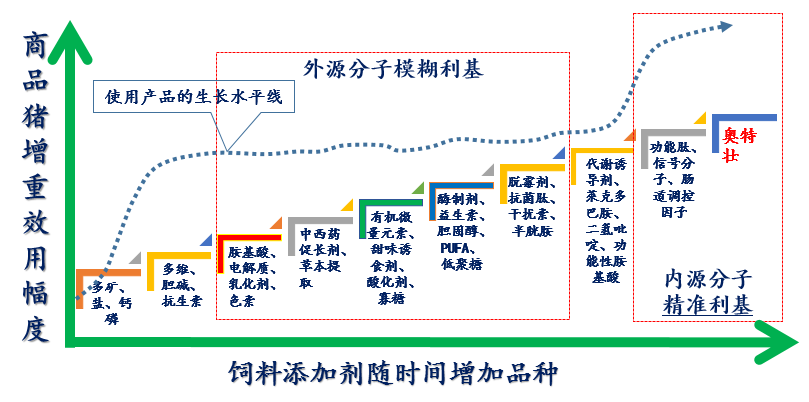 商品猪增重效用幅度
外源分子模糊利基
使用产品的生长水平线
多矿、
盐、钙
磷
多维、
胆碱、
抗生素
胺基酸、
电解质、
乳化剂、
色素
中西药
促长剂、
草本提
取
有机微
量元素、
甜味诱
食剂、
酸化剂、
寡糖
酶制剂、
益生素、
胆固醇、
PUFA、
低聚糖
脱霉剂、
抗菌肽、
干扰素、
半胱胺
代谢诱
导剂、
莱克多
巴胺、
二氢吡
啶、功
能性胺
基酸
功能肽、
信号分
子、肠
道调控
因子
奥特
壮
内源分子
精准利基
饲料添加剂随时间增加品种